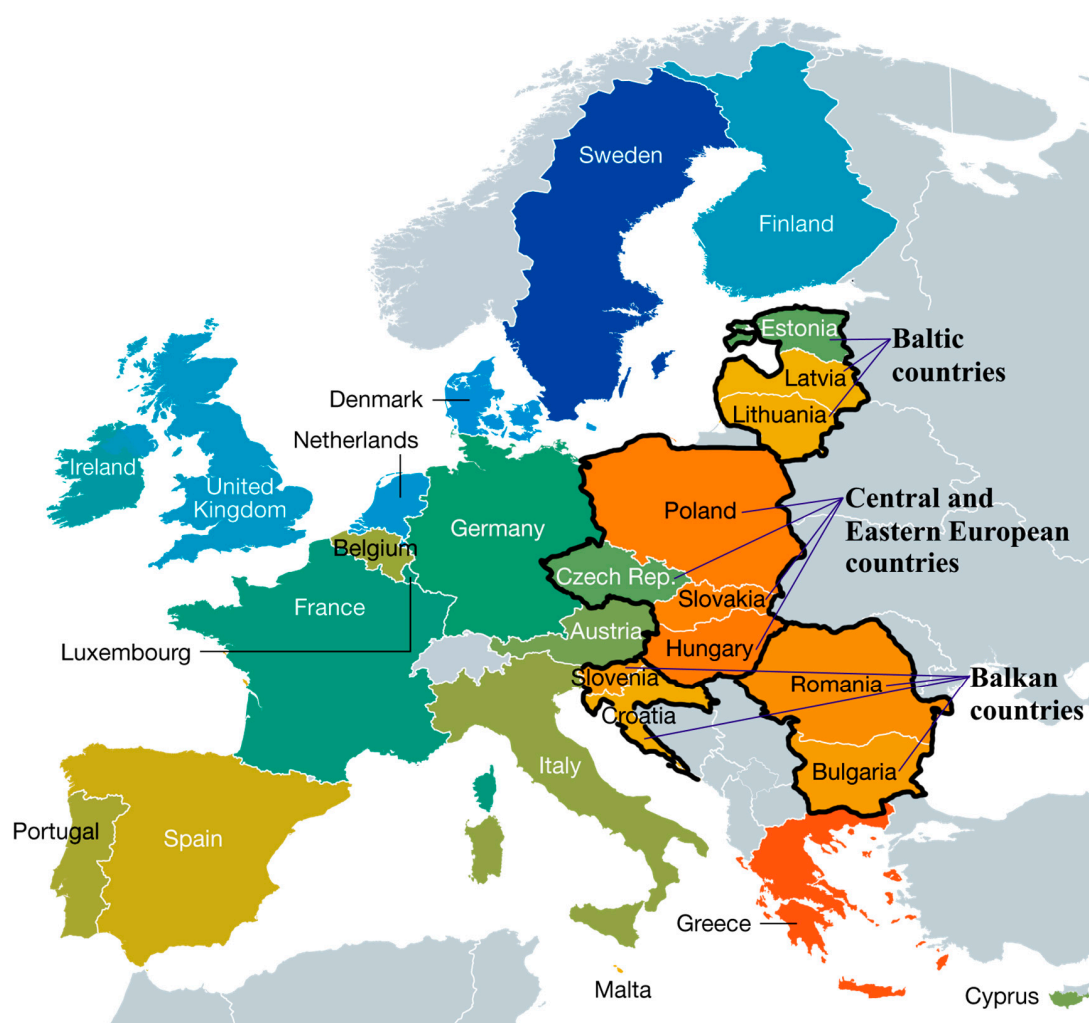 Sweden
Finland
Estonia
Baltic
countries
Latvia
Lithuania
Denmark
Netherlands
Ireland
United
Kingdom
Poland
Central and
Eastern European
countries
Germany
Belgium
Czech Rep.
France
Slovakia
Austria
Luxembourg
Hungary
Slovenia
Romania
Balkan
countries
Croatia
Italy
Bulgaria
Portugal
Spain
Greece
Malta
Cyprus